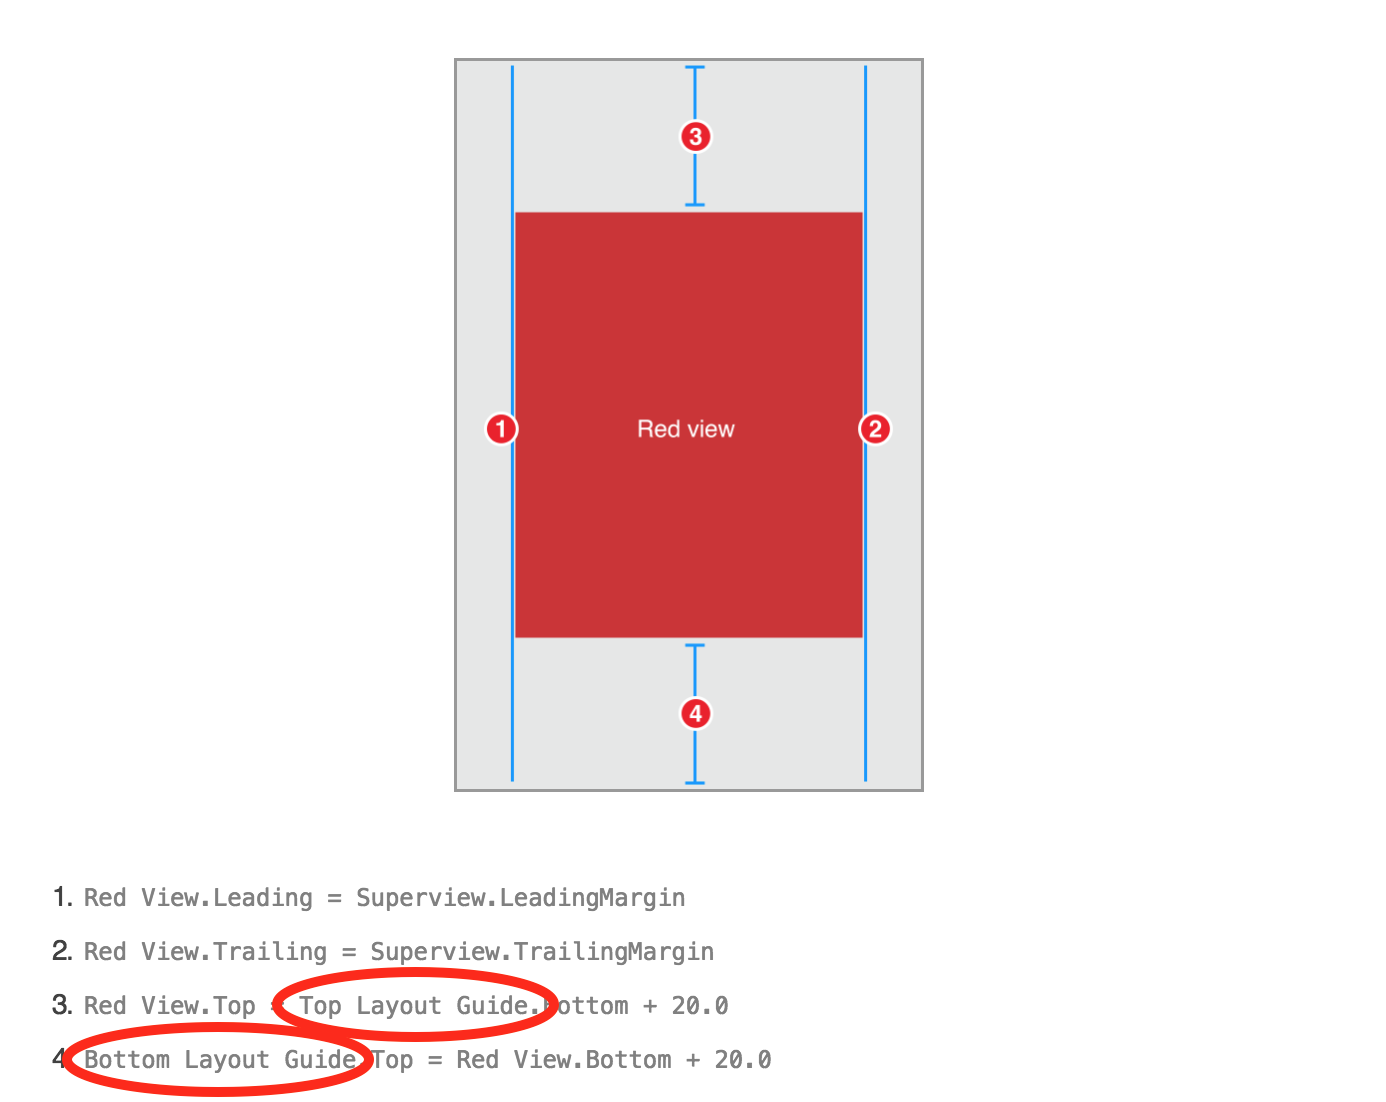 3
Red view
1
2
4
1. Red View.Leading = Superview.LeadingMargin
2. Red View.Trailing = Superview.TrailingMargin
3. Red View.Top = Top Layout Guide.Bottom + 20.0
4. Bottom Layout Guide.Top = Red View.Bottom + 20.0